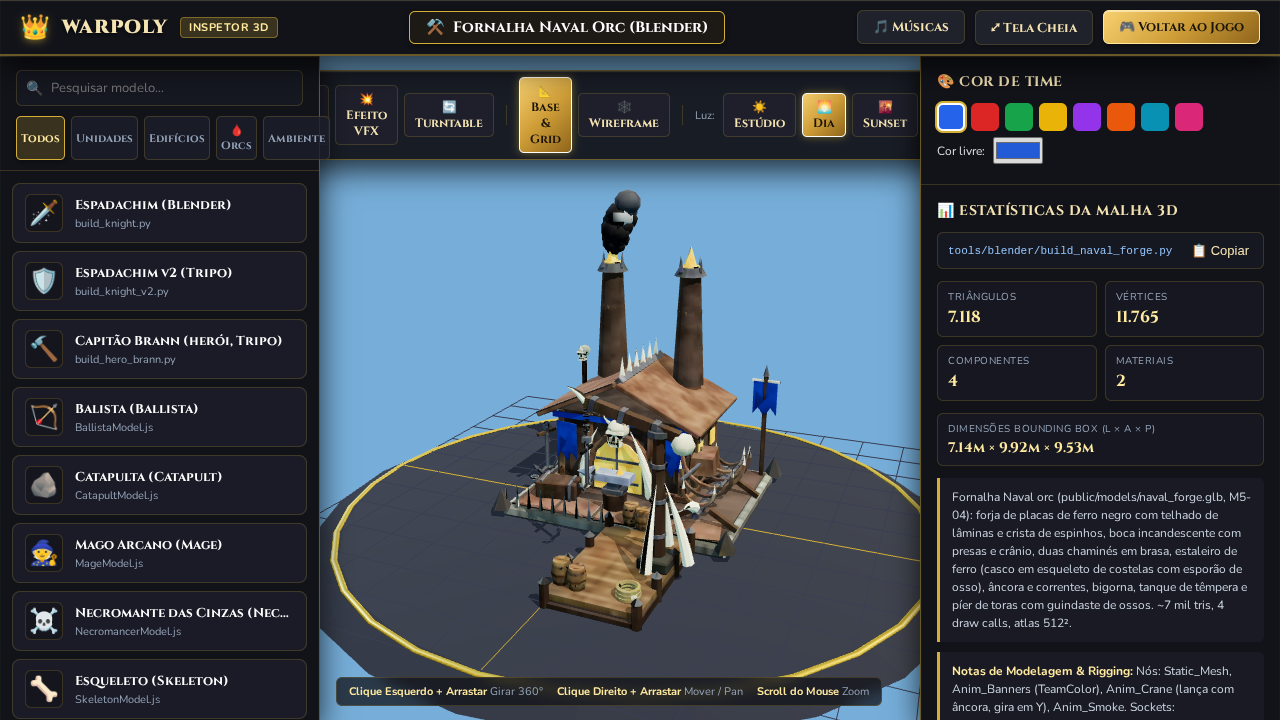 WARPOLY
INSPETOR 3D
Fornalha Naval Orc (Blender)
Músicas
Tela Cheia
Voltar ao Jogo
Pesquisar modelo...
Todos
Unidades
Edifícios
Orcs
Ambiente
Espadachim (Blender)
build_knight.py
Espadachim v2 (Tripo)
build_knight_v2.py
Capitão Brann (herói, Tripo)
build_hero_brann.py
Balista (Ballista)
BallistaModel.js
Catapulta (Catapult)
CatapultModel.js
Mago Arcano (Mage)
MageModel.js
Necromante das Cinzas (Nec...
NecromancerModel.js
Esqueleto (Skeleton)
SkeletonModel.js
Efeito
VFX
Turntable
Base
&
Grid
Wireframe
Luz:
Estúdio
Dia
Sunset
Clique Esquerdo + Arrastar Girar 360° Clique Direito + Arrastar Mover / Pan Scroll do Mouse Zoom
COR DE TIME
Cor livre:
ESTATÍSTICAS DA MALHA 3D
tools/blender/build_naval_forge.py
Copiar
TRIÂNGULOS
7.118
VÉRTICES
11.765
COMPONENTES
4
MATERIAIS
2
DIMENSÕES BOUNDING BOX (L × A × P)
7.14m × 9.92m × 9.53m
Fornalha Naval orc (public/models/naval_forge.glb, M5-
04): forja de placas de ferro negro com telhado de
lâminas e crista de espinhos, boca incandescente com
presas e crânio, duas chaminés em brasa, estaleiro de
ferro (casco em esqueleto de costelas com esporão de
osso), âncora e correntes, bigorna, tanque de têmpera e
píer de toras com guindaste de ossos. ~7 mil tris, 4
draw calls, atlas 512².
Notas de Modelagem & Rigging: Nós: Static_Mesh,
Anim_Banners (TeamColor), Anim_Crane (lança com
âncora, gira em Y), Anim_Smoke. Sockets: